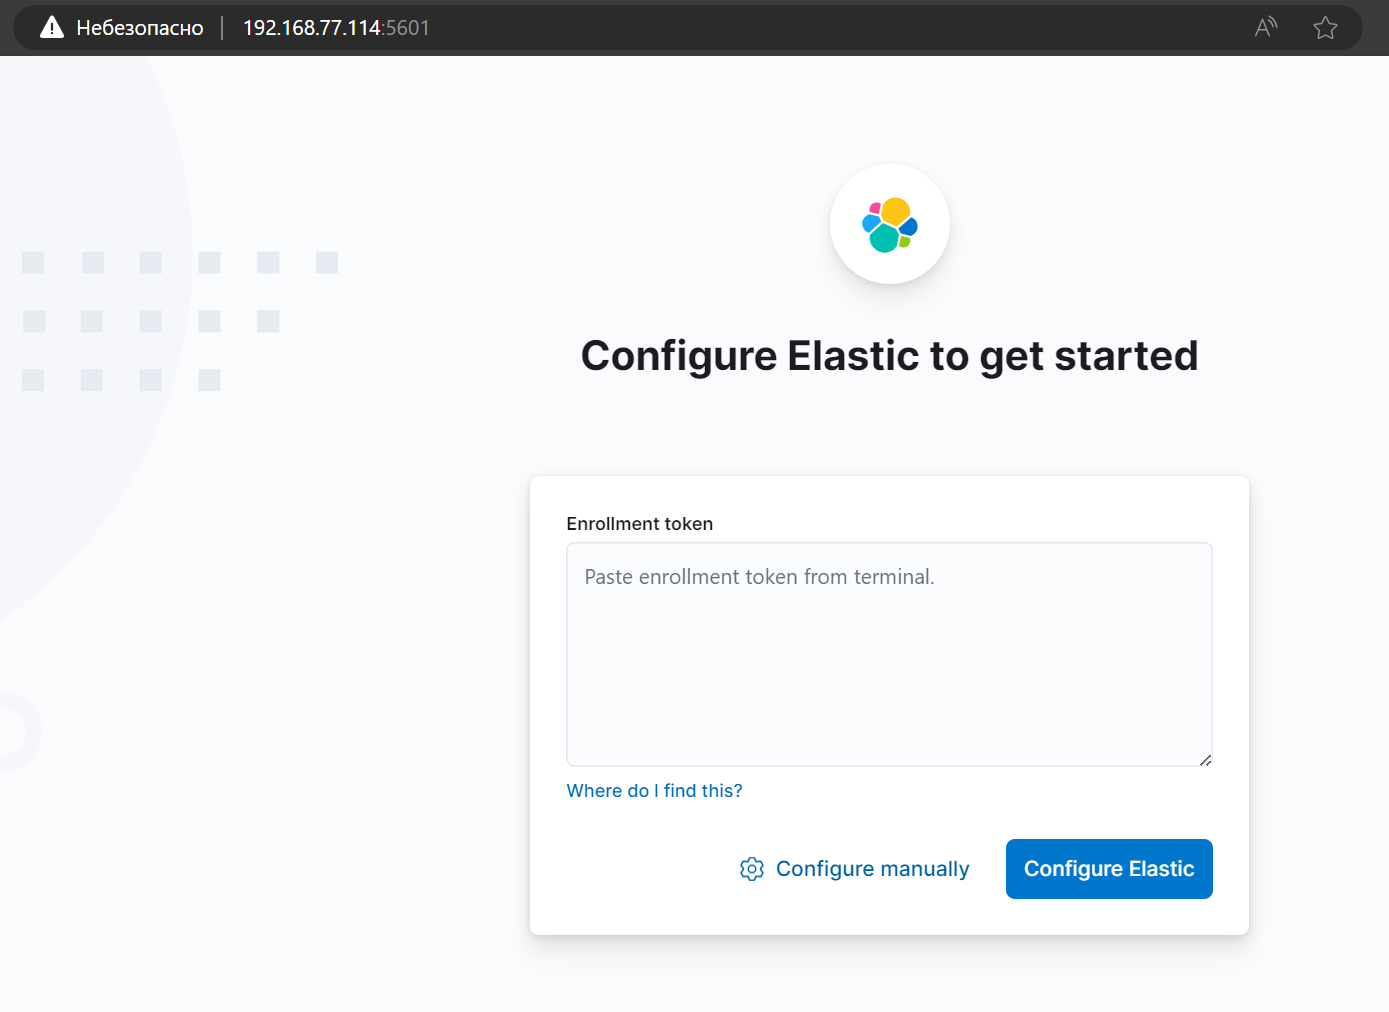 Небезопасно 192.168.77.114:5601
Configure Elastic to get started
Enrollment token
Paste enrollment token from terminal.
Where do I find this?
Configure manually
Configure Elastic